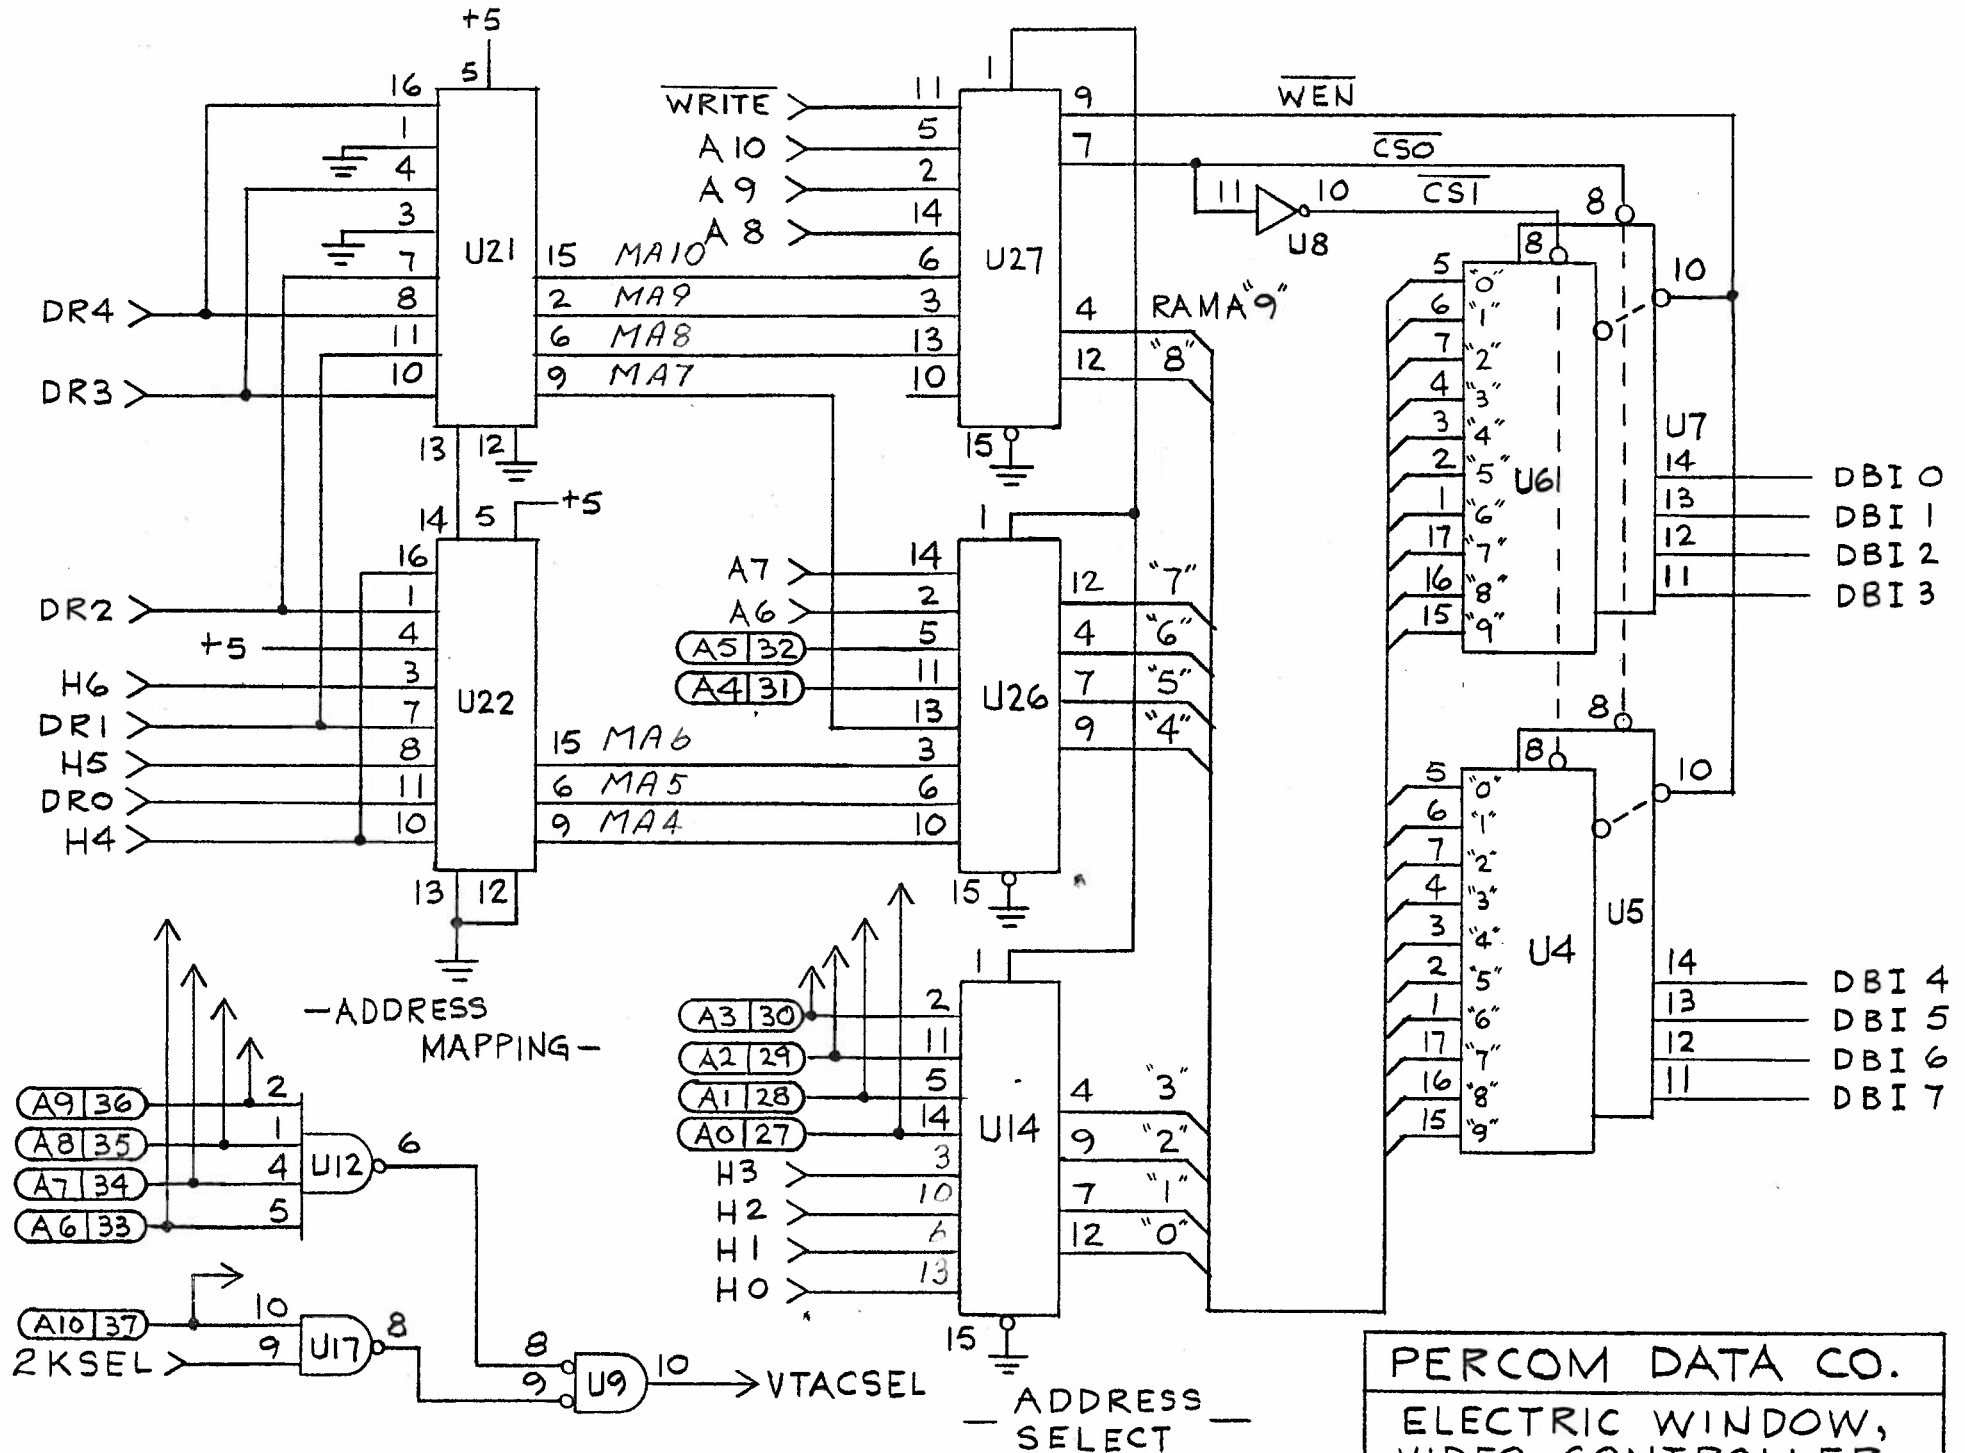 +5
5
16
1
4
3
7
8
11
10
U21
15 MA10
2 MA9
6 MA8
9 MA7
13 12
DR4
DR3
DR2
+5
H6
DR1
H5
DR0
H4
14 5 +5
16
1
4
3
7
8
11
10
U22
15 MA6
6 MA5
9 MA4
13 12
-ADDRESS
MAPPING-
1
WRITE 11
A10 5
A9 2
A8 14
6
3
13
10
U27
9 WEN
7 CS0
11 10 CS1
U8
4 RAMA"9"
12 "8"
15
1
A7 14
A6 2
A5 32 5
A4 31 11
13
3
6
10
U26
12 "7"
4 "6"
7 "5"
9 "4"
15
1
A3 30 2
A2 29 11
A1 28 5
A0 27 14
H3 3
H2 10
H1 6
H0 13
U14
4 "3"
9 "2"
7 "1"
12 "0"
15
— ADDRESS —
SELECT
8
8
10
5 "0"
6 "1"
7 "2"
4 "3"
3 "4"
2 "5"
1 "6"
17 "7"
16 "8"
15 "9"
U6
U7
14 DBI 0
13 DBI 1
12 DBI 2
11 DBI 3
8
8
10
5 "0"
6 "1"
7 "2"
4 "3"
3 "4"
2 "5"
1 "6"
17 "7"
16 "8"
15 "9"
U4
U5
14 DBI 4
13 DBI 5
12 DBI 6
11 DBI 7
A9 36 2
A8 35 1
A7 34 4
A6 33 5
U12 6
A10 37 10
2KSEL 9
U17 8
8
9
U9 10 VTACSEL
PERCOM DATA CO.
ELECTRIC WINDOW,
VIDEO CONTROLLER